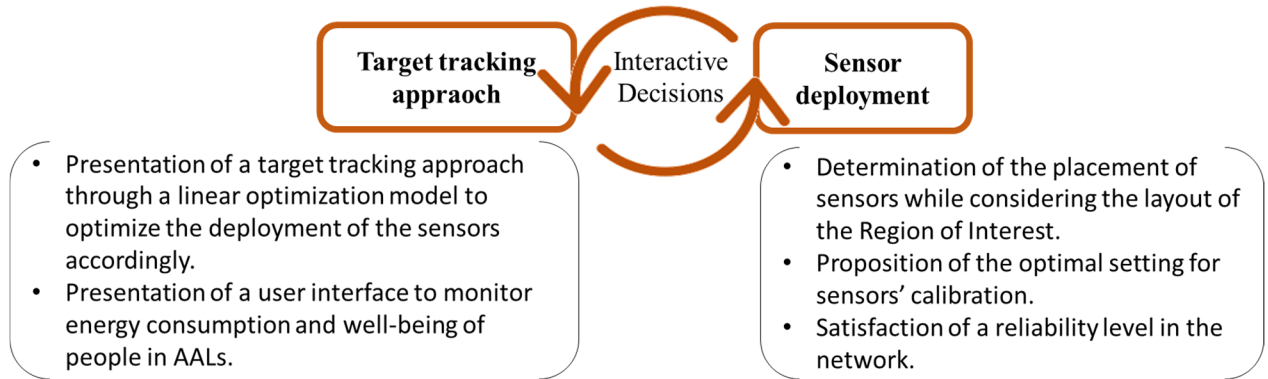 Target tracking
appraoch
Interactive
Decisions
Sensor
deployment
• Presentation of a target tracking approach
through a linear optimization model to
optimize the deployment of the sensors
accordingly.
• Presentation of a user interface to monitor
energy consumption and well-being of
people in AALs.
• Determination of the placement of
sensors while considering the layout of
the Region of Interest.
• Proposition of the optimal setting for
sensors’ calibration.
• Satisfaction of a reliability level in the
network.